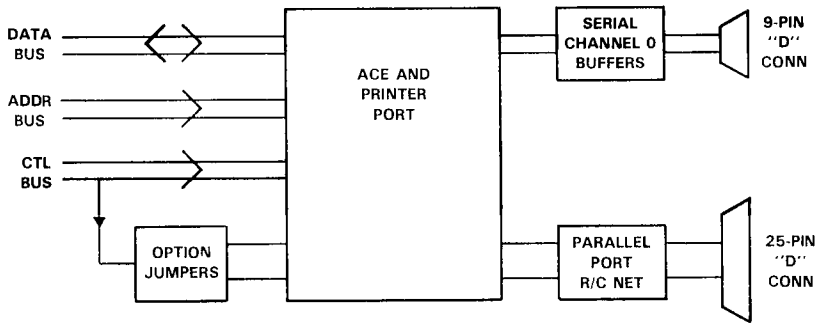 DATA
BUS
ADDR
BUS
CTL
BUS
OPTION
JUMPERS
ACE AND
PRINTER
PORT
SERIAL
CHANNEL 0
BUFFERS
9-PIN
''D''
CONN
PARALLEL
PORT
R/C NET
25-PIN
''D''
CONN